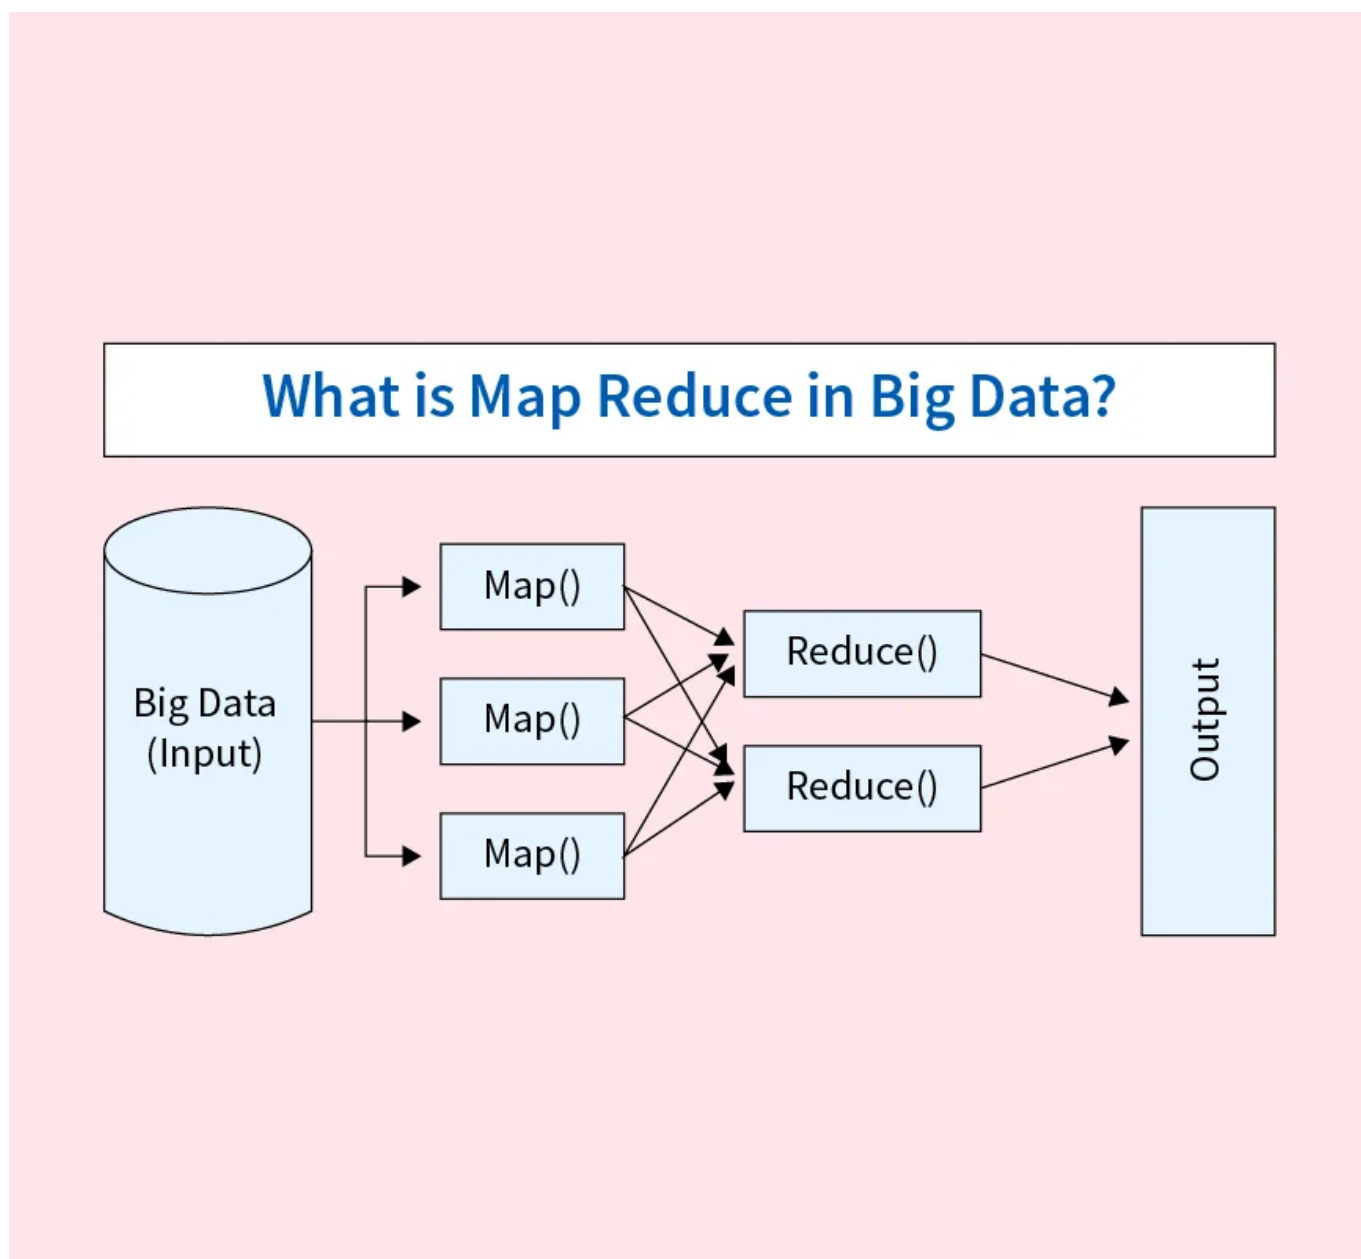 What is Map Reduce in Big Data?
Big Data
(Input)
Map()
Map()
Map()
Reduce()
Reduce()
Output